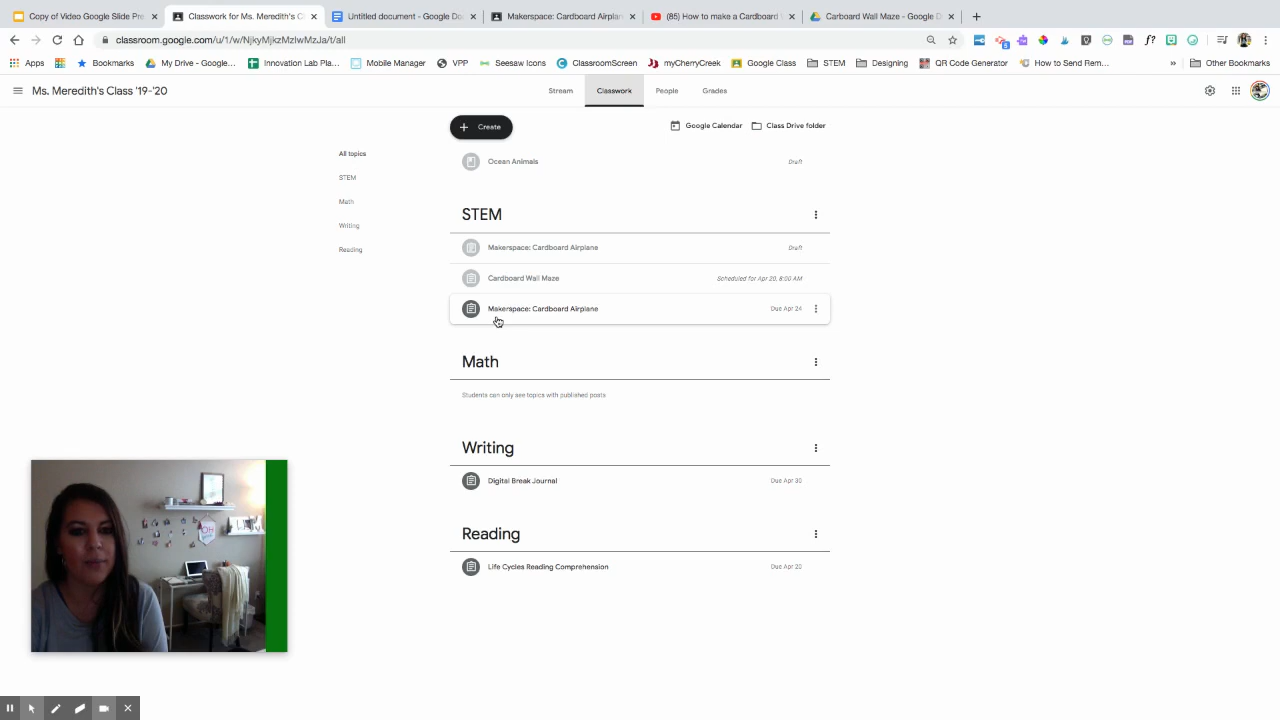 Copy of Video Google Slide Pre
Classwork for Ms. Meredith's C
Untitled document - Google Do
Makerspace: Cardboard Airplan
(85) How to make a Cardboard
Carboard Wall Maze - Google D
classroom.google.com/u/1/w/NjkyMjkzMzIwMzJa/t/all
Apps
Bookmarks
My Drive - Google...
Innovation Lab Pla...
Mobile Manager
VPP
Seesaw Icons
ClassroomScreen
myCherryCreek
Google Class
STEM
Designing
QR Code Generator
How to Send Rem...
»
Other Bookmarks
Ms. Meredith's Class '19-'20
Stream
Classwork
People
Grades
Create
Google Calendar
Class Drive folder
All topics
STEM
Math
Writing
Reading
Ocean Animals
Draft
STEM
Makerspace: Cardboard Airplane
Draft
Cardboard Wall Maze
Scheduled for Apr 20, 8:00 AM
Makerspace: Cardboard Airplane
Due Apr 24
Math
Students can only see topics with published posts
Writing
Digital Break Journal
Due Apr 30
Reading
Life Cycles Reading Comprehension
Due Apr 20